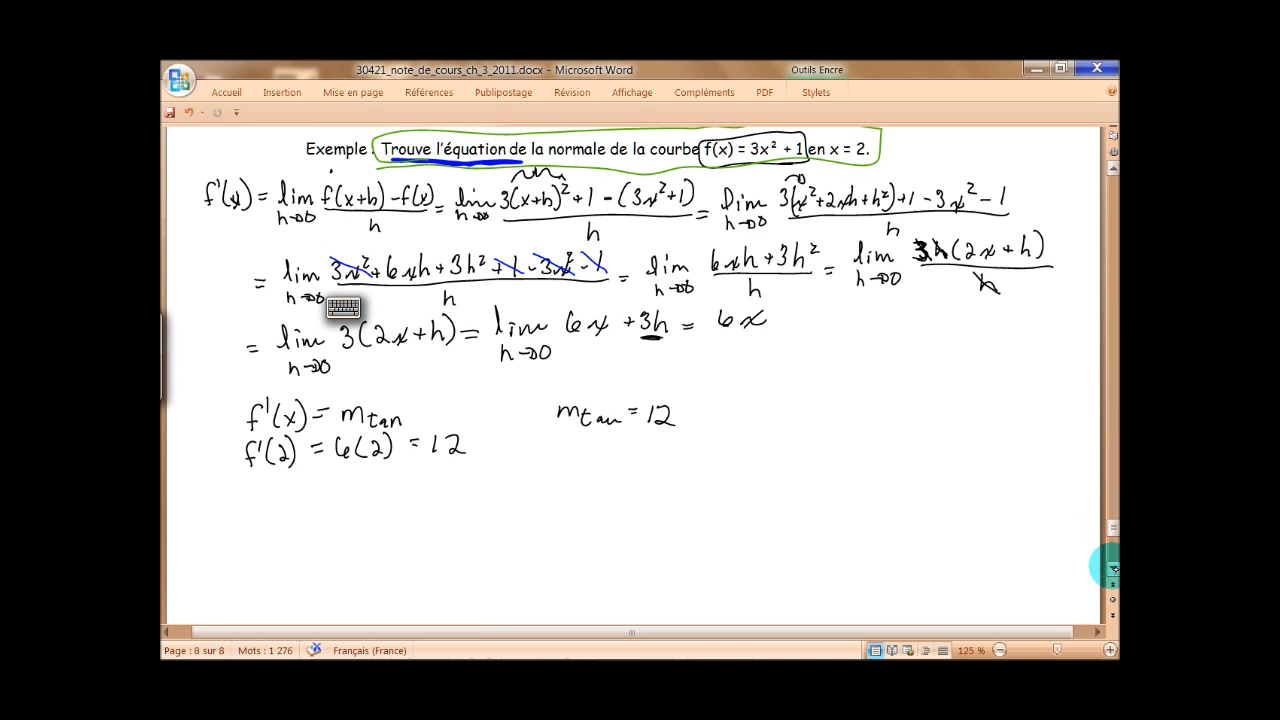 30421_note_de_cours_ch_3_2011.docx - Microsoft Word
Outils Encre
Accueil Insertion Mise en page Références Publipostage Révision Affichage Compléments PDF Stylets
Exemple : Trouve l'équation de la normale de la courbe f(x) = 3x² + 1 en x = 2.
f'(x) = lim h→0 f(x+h) - f(x) / h = lim h→0 3(x+h)² + 1 - (3x²+1) / h = lim h→0 3(x²+2xh+h²)+1 - 3x² - 1 / h
= lim h→0 3x² + 6xh + 3h² + 1 - 3x² - 1 / h = lim h→0 6xh + 3h² / h = lim h→0 3h(2x+h) / h
= lim h→0 3(2x+h) = lim h→0 6x + 3h = 6x
f'(x) = mtan mtan = 12
f'(2) = 6(2) = 12
Page : 8 sur 8 Mots : 1 276 Français (France) 125 %